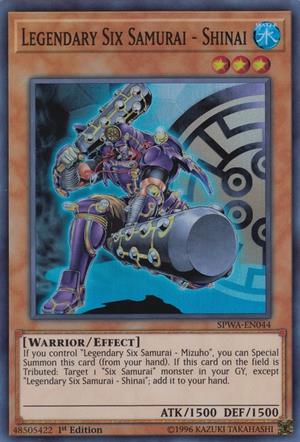 LEGENDARY SIX SAMURAI - SHINAI
WATER
水
SPWA-EN044
[WARRIOR/EFFECT]
If you control "Legendary Six Samurai - Mizuho", you can Special
Summon this card (from your hand). If this card on the field is
Tributed: Target 1 "Six Samurai" monster in your GY, except
"Legendary Six Samurai - Shinai"; add it to your hand.
ATK/1500 DEF/1500
48505422 1st Edition ©1996 KAZUKI TAKAHASHI